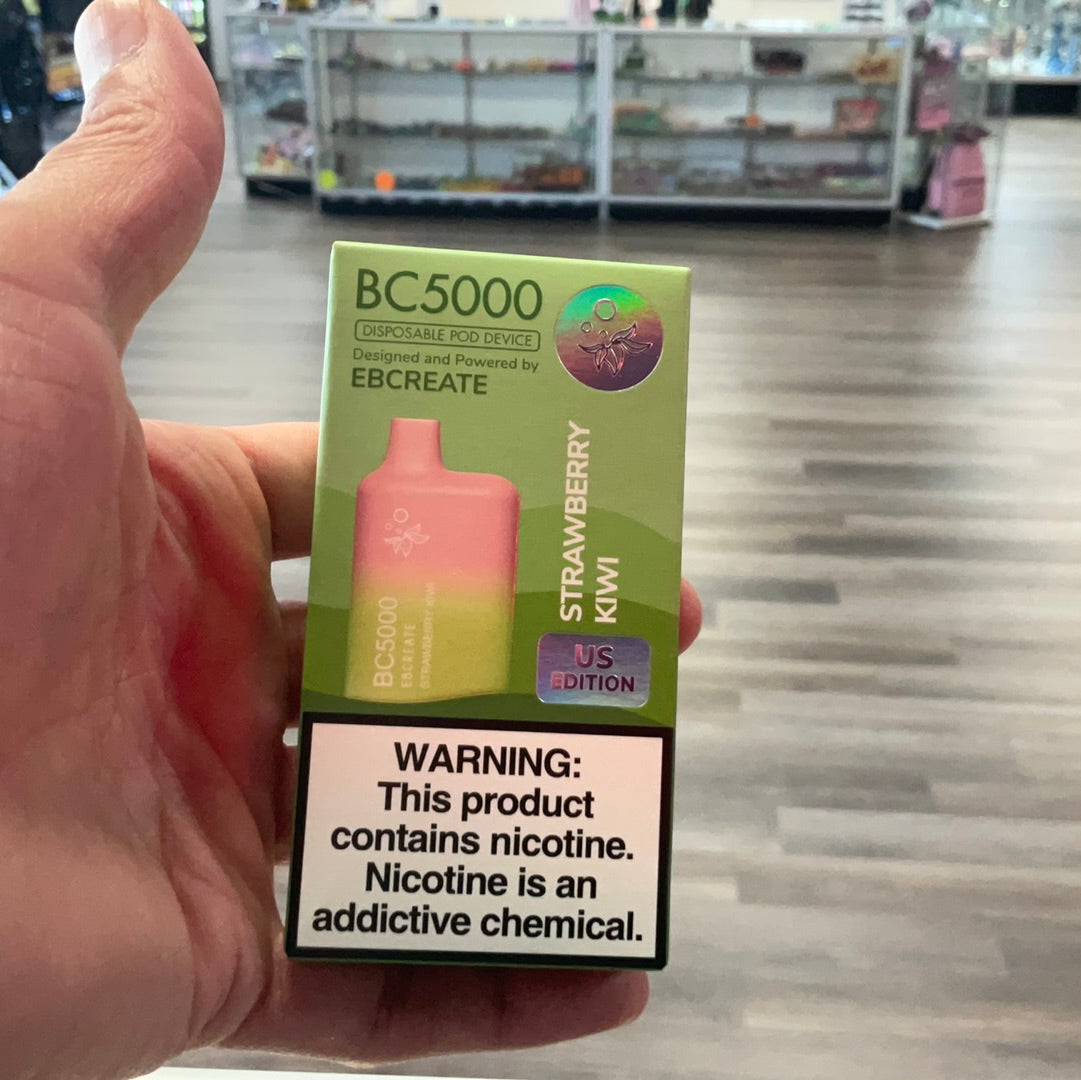 BC5000
DISPOSABLE POD DEVICE
Designed and Powered by
EBCREATE
STRAWBERRY
KIWI
BC5000
EBCREATE
STRAWBERRY KIWI
US
EDITION
WARNING:
This product
contains nicotine.
Nicotine is an
addictive chemical.